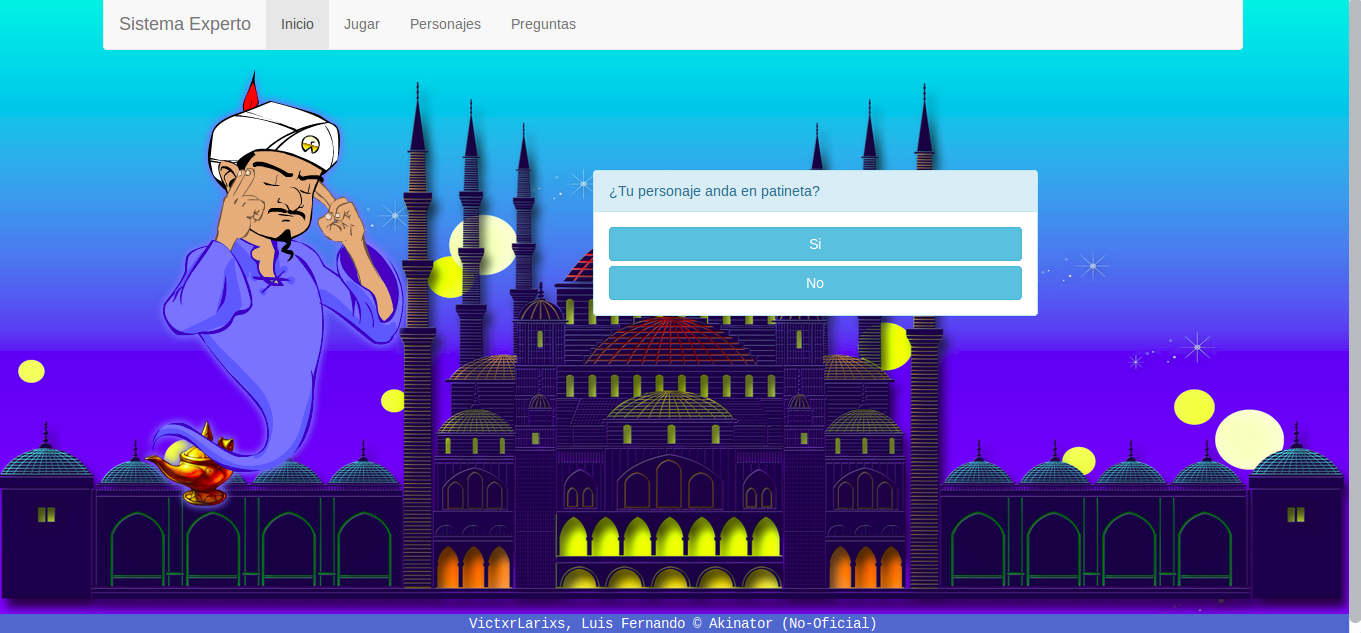 Sistema Experto Inicio Jugar Personajes Preguntas
¿Tu personaje anda en patineta?
Si
No
VictxrLarixs, Luis Fernando © Akinator (No-Oficial)